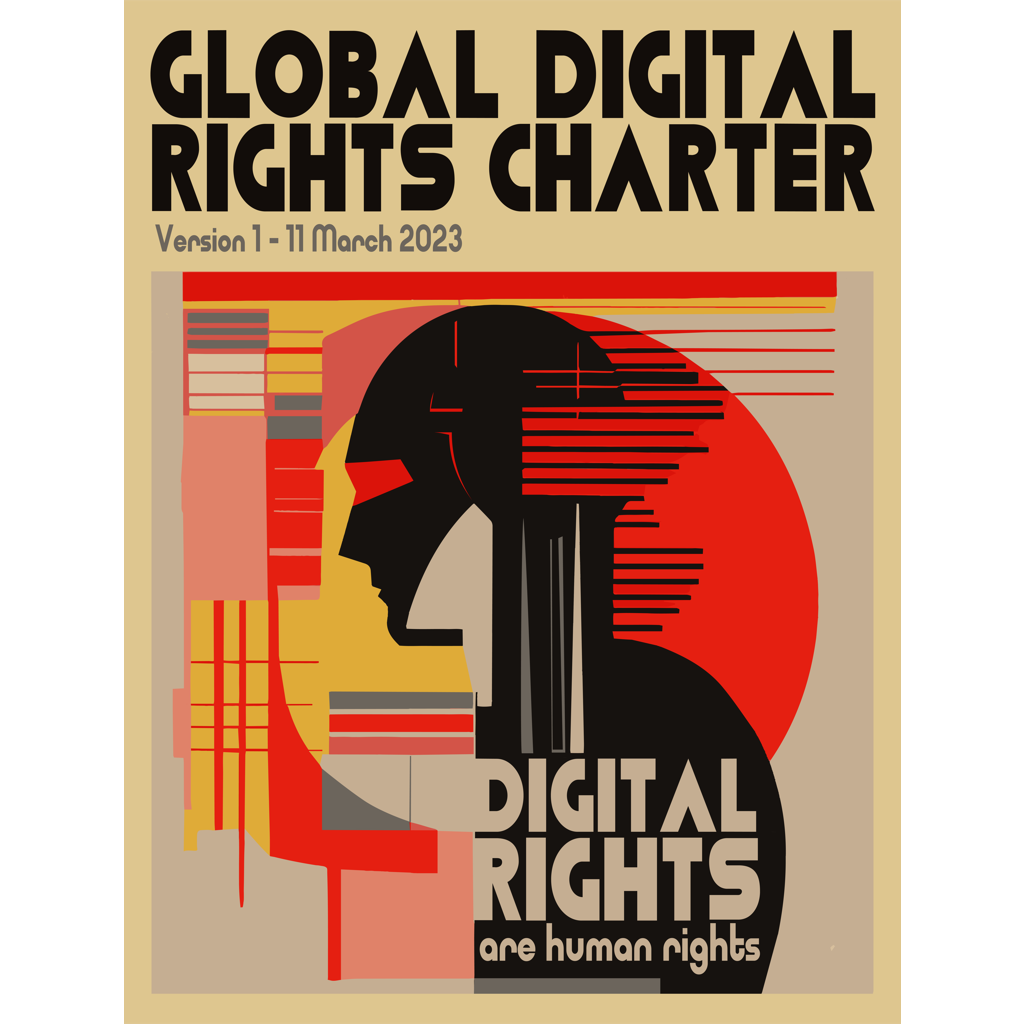 GLOBAL DIGITAL
RIGHTS CHARTER
Version 1 - 11 March 2023
DIGITAL
RIGHTS
are human rights